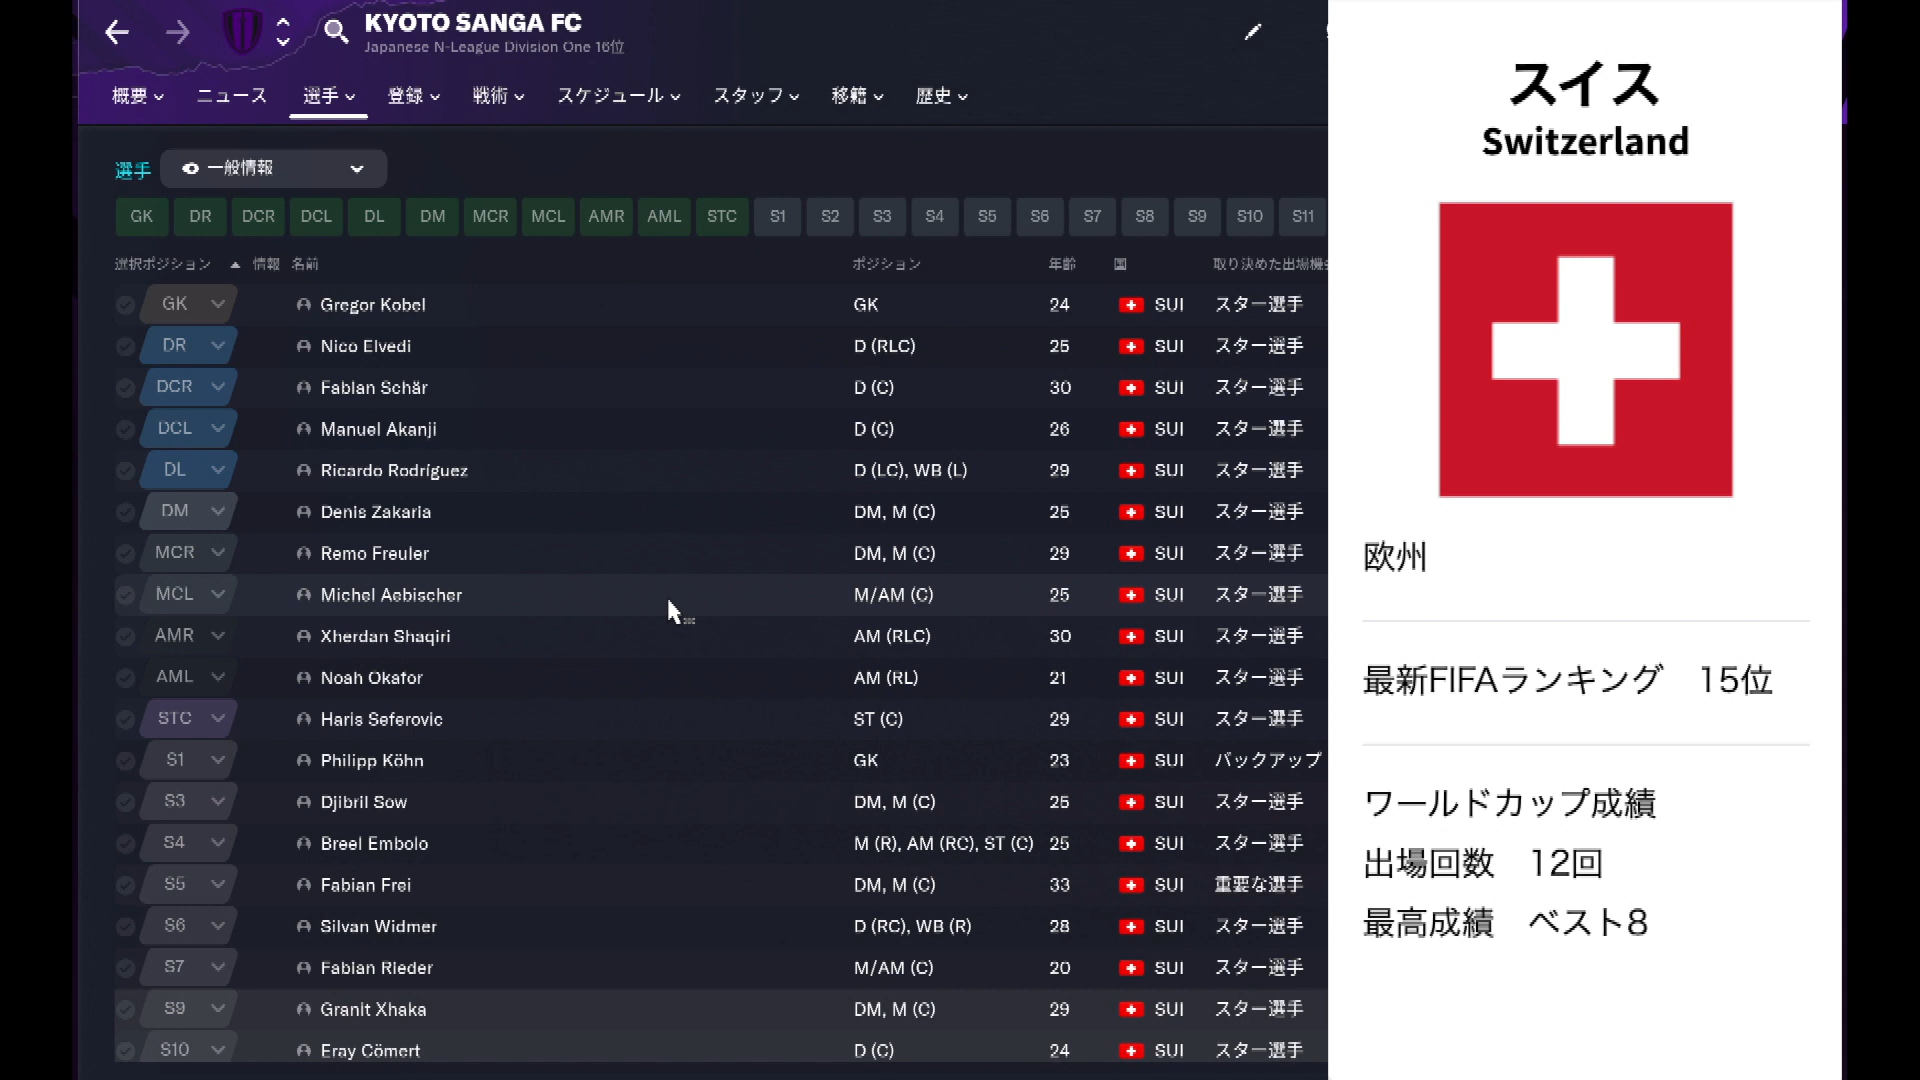 KYOTO SANGA FC
Japanese N-League Division One 16位
概要 ニュース 選手 登録 戦術 スケジュール スタッフ 移籍 歴史
選手 一般情報
GK DR DCR DCL DL DM MCR MCL AMR AML STC S1 S2 S3 S4 S5 S6 S7 S8 S9 S10 S11
選択ポジション 情報 名前 ポジション 年齢 国 取り決めた出場機
GK Gregor Kobel GK 24 SUI スター選手
DR Nico Elvedi D (RLC) 25 SUI スター選手
DCR Fabian Schär D (C) 30 SUI スター選手
DCL Manuel Akanji D (C) 26 SUI スター選手
DL Ricardo Rodríguez D (LC), WB (L) 29 SUI スター選手
DM Denis Zakaria DM, M (C) 25 SUI スター選手
MCR Remo Freuler DM, M (C) 29 SUI スター選手
MCL Michel Aebischer M/AM (C) 25 SUI スター選手
AMR Xherdan Shaqiri AM (RLC) 30 SUI スター選手
AML Noah Okafor AM (RL) 21 SUI スター選手
STC Haris Seferovic ST (C) 29 SUI スター選手
S1 Philipp Köhn GK 23 SUI バックアップ
S3 Djibril Sow DM, M (C) 25 SUI スター選手
S4 Breel Embolo M (R), AM (RC), ST (C) 25 SUI スター選手
S5 Fabian Frei DM, M (C) 33 SUI 重要な選手
S6 Silvan Widmer D (RC), WB (R) 28 SUI スター選手
S7 Fabian Rieder M/AM (C) 20 SUI スター選手
S9 Granit Xhaka DM, M (C) 29 SUI スター選手
S10 Eray Cömert D (C) 24 SUI スター選手
スイス
Switzerland
欧州
最新FIFAランキング 15位
ワールドカップ成績
出場回数 12回
最高成績 ベスト8